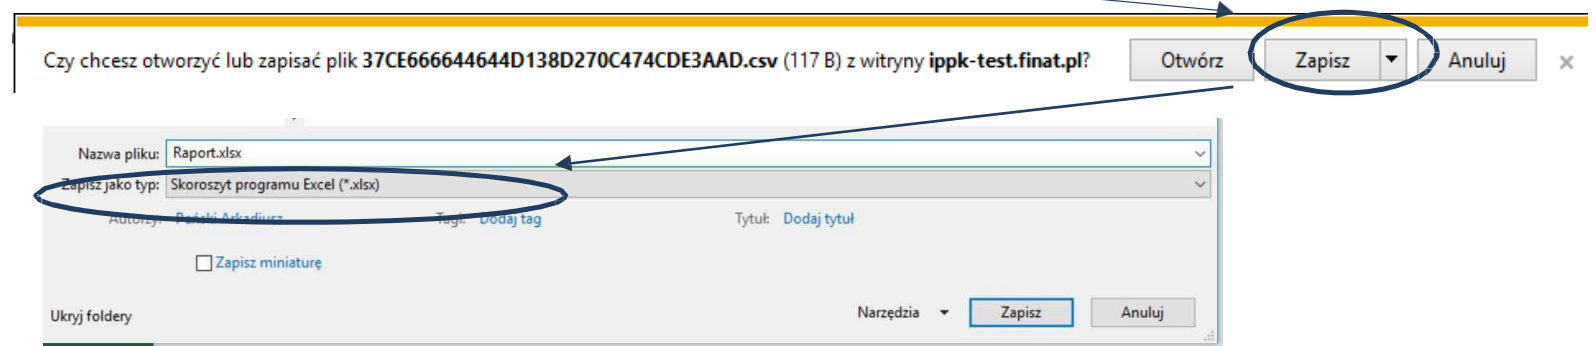 Czy chcesz otworzyć lub zapisać plik 37CE666644644D138D270C474CDE3AAD.csv (117 B) z witryny ippk-test.finat.pl? Otwórz Zapisz Anuluj
Nazwa pliku: Raport.xlsx
Zapisz jako typ: Skoroszyt programu Excel (*.xlsx)
Autorzy: Arkadiusz Tagi: Dodaj tag Tytuł: Dodaj tytuł
Zapisz miniaturę
Ukryj foldery Narzędzia Zapisz Anuluj